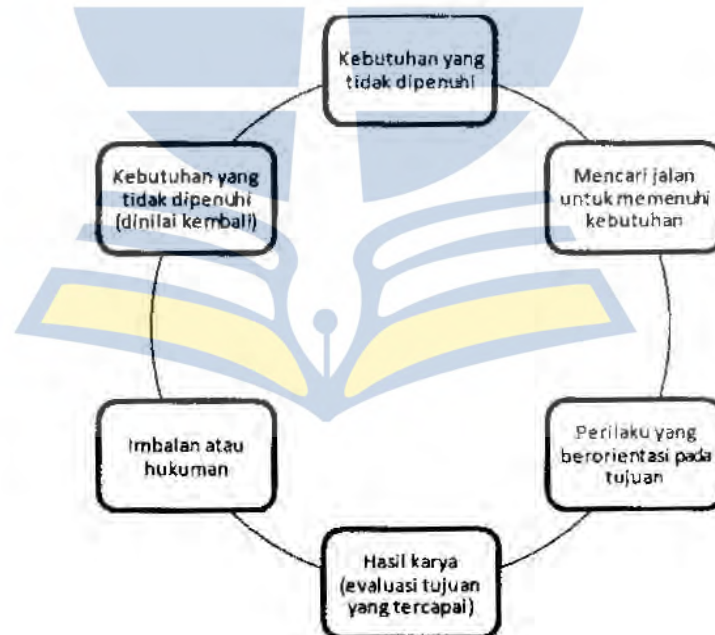 Kebutuhan yang
tidak dipenuhi
Mencari jalan
untuk memenuhi
kebutuhan
Perilaku yang
berorientasi pada
tujuan
Hasil karya
(evaluasi tujuan
yang tercapai)
Imbalan atau
hukuman
Kebutuhan yang
tidak dipenuhi
(dinilai kembali)